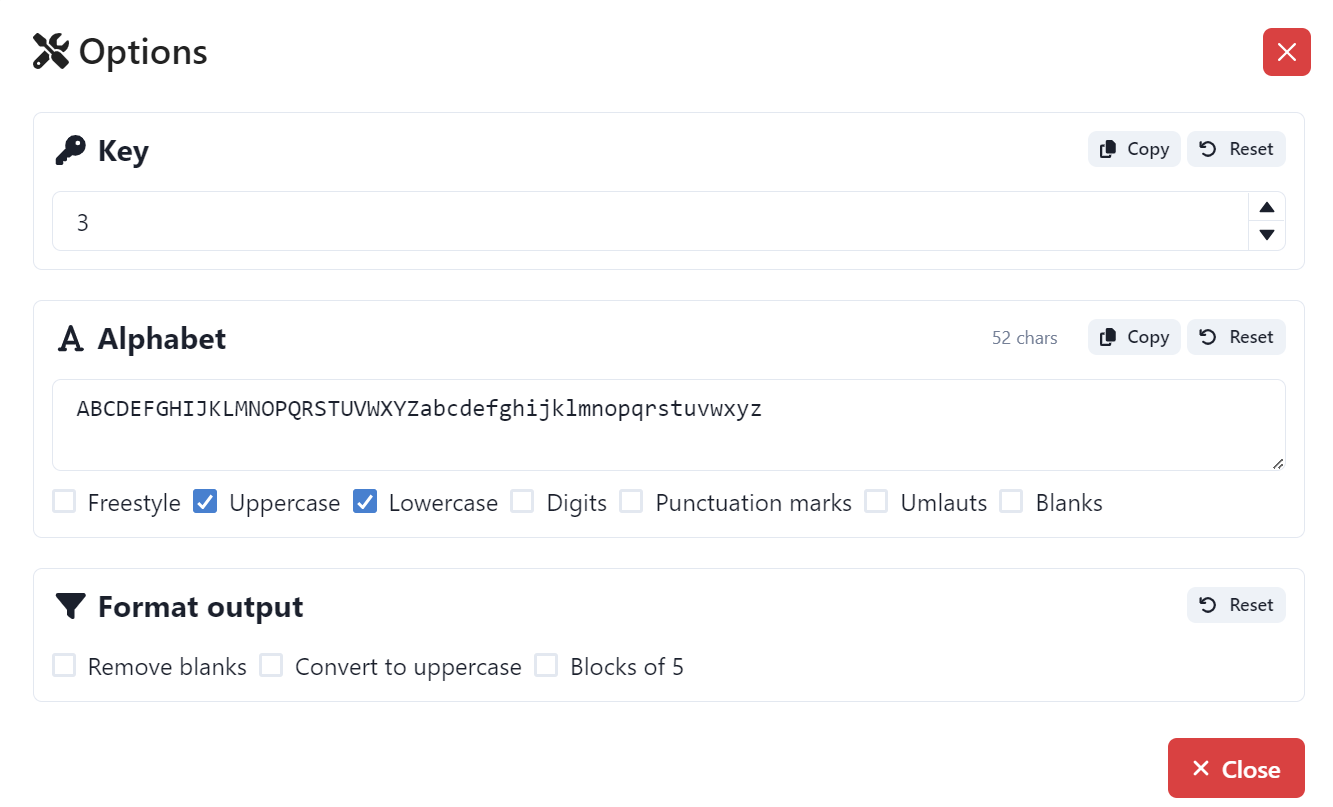 Options
Key
Copy
Reset
3
Alphabet
52 chars
Copy
Reset
ABCDEFGHIJKLMNOPQRSTUVWXYZabcdefghijklmnopqrstuvwxyz
Freestyle Uppercase Lowercase Digits Punctuation marks Umlauts Blanks
Format output
Reset
Remove blanks Convert to uppercase Blocks of 5
Close